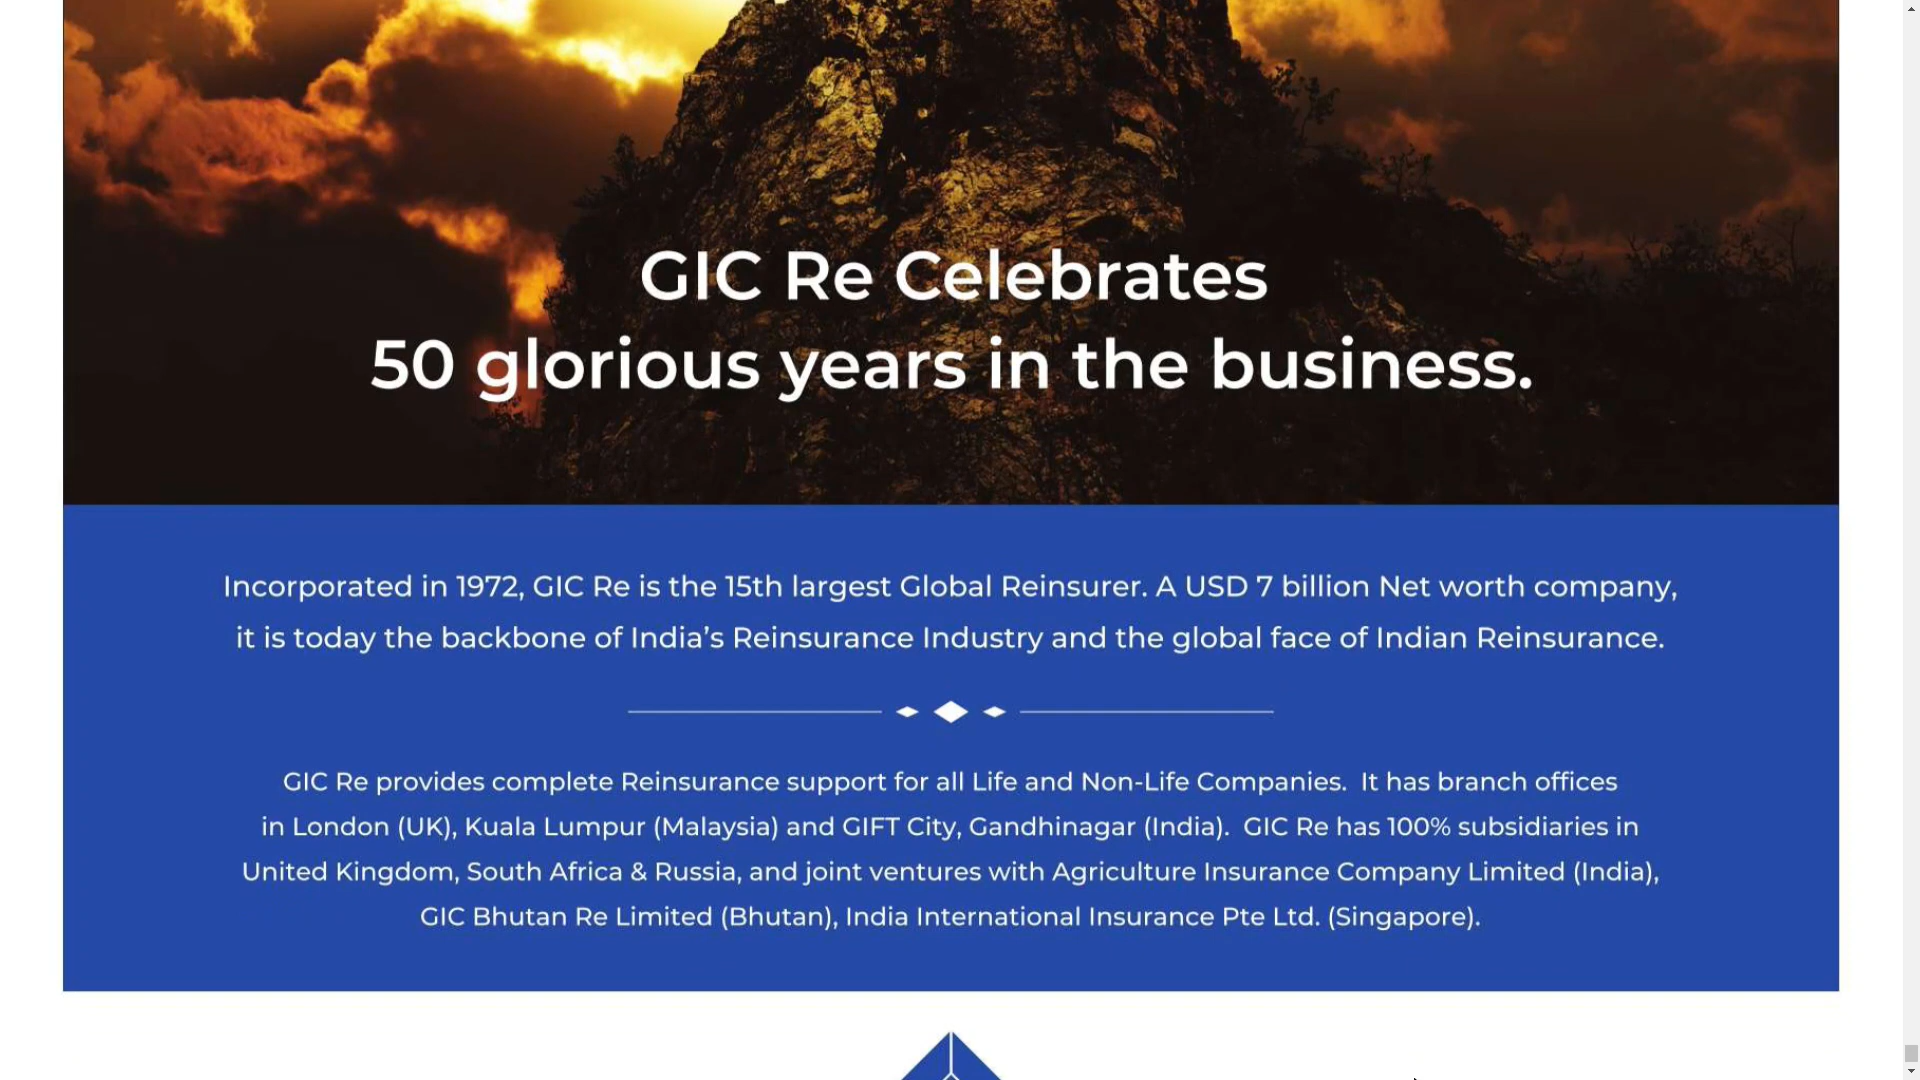 GIC Re Celebrates
50 glorious years in the business.
Incorporated in 1972, GIC Re is the 15th largest Global Reinsurer. A USD 7 billion Net worth company,
it is today the backbone of India’s Reinsurance Industry and the global face of Indian Reinsurance.
GIC Re provides complete Reinsurance support for all Life and Non-Life Companies.  It has branch offices
in London (UK), Kuala Lumpur (Malaysia) and GIFT City, Gandhinagar (India).  GIC Re has 100% subsidiaries in
United Kingdom, South Africa & Russia, and joint ventures with Agriculture Insurance Company Limited (India),
GIC Bhutan Re Limited (Bhutan), India International Insurance Pte Ltd. (Singapore).